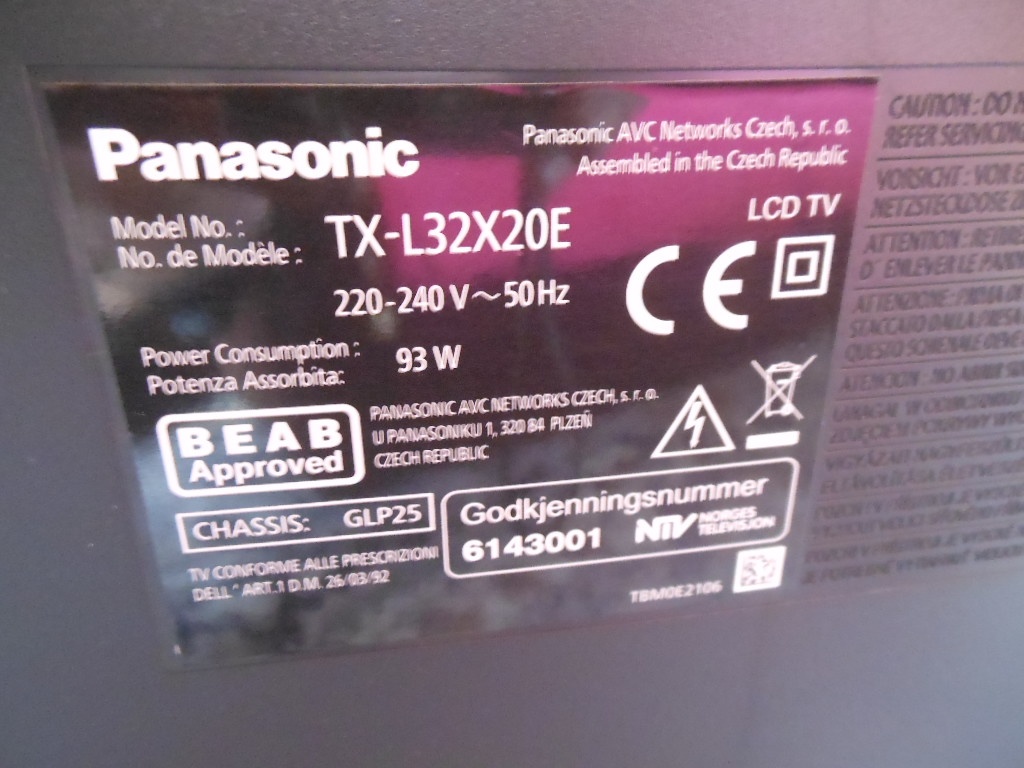 Panasonic
Panasonic AVC Networks Czech, s. r. o.
Assembled in the Czech Republic
LCD TV
Model No. :
No. de Modèle :
TX-L32X20E
220-240 V ~ 50 Hz
CE
Power Consumption :
Potenza Assorbita:
93 W
BEAB
Approved
PANASONIC AVC NETWORKS CZECH, s. r. o.
U PANASONIKU 1, 320 84 PLZEŇ
CZECH REPUBLIC
CHASSIS: GLP25
Godkjenningsnummer
6143001
NTV NORGES
TELEVISJON
TV CONFORME ALLE PRESCRIZIONI
DELL' ART.1 D.M. 26/03/92
TBM0E2106
CAUTION : DO
REFER SERVICING
VORSICHT : VOR
NETZSTECKDOSE
ATTENTION :
D' ENLEVER LE
ATTENZIONE : PRIMA DI
STACCATO DALLA PRESA
QUESTO SCHERMALE DEVE
ATENCION : NO ABRIR